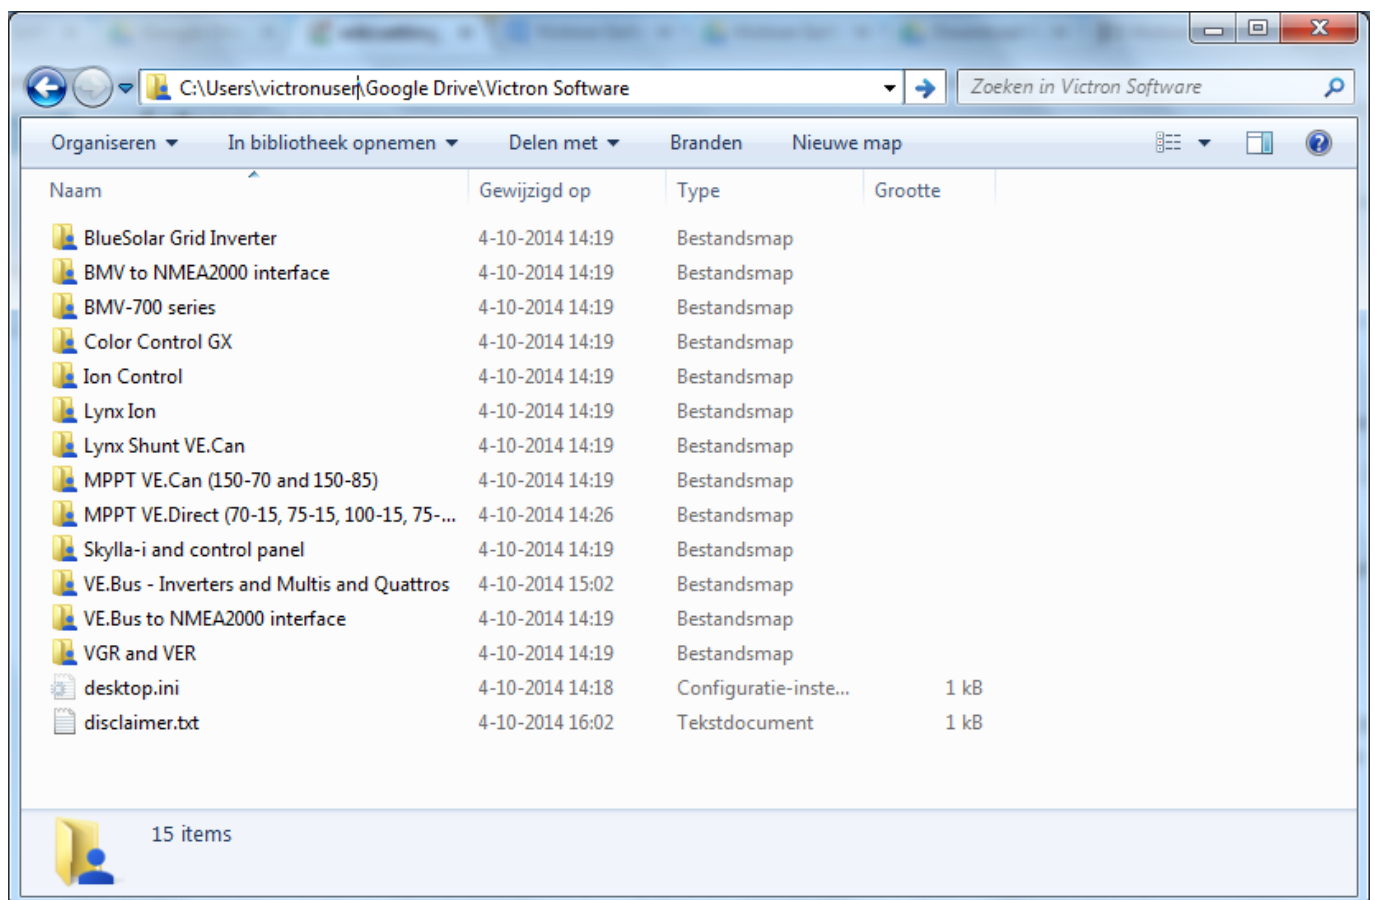 C:\Users\victronuser\Google Drive\Victron Software
Zoeken in Victron Software
Organiseren In bibliotheek opnemen Delen met Branden Nieuwe map
Naam Gewijzigd op Type Grootte
BlueSolar Grid Inverter 4-10-2014 14:19 Bestandsmap
BMV to NMEA2000 interface 4-10-2014 14:19 Bestandsmap
BMV-700 series 4-10-2014 14:19 Bestandsmap
Color Control GX 4-10-2014 14:19 Bestandsmap
Ion Control 4-10-2014 14:19 Bestandsmap
Lynx Ion 4-10-2014 14:19 Bestandsmap
Lynx Shunt VE.Can 4-10-2014 14:19 Bestandsmap
MPPT VE.Can (150-70 and 150-85) 4-10-2014 14:19 Bestandsmap
MPPT VE.Direct (70-15, 75-15, 100-15, 75-... 4-10-2014 14:26 Bestandsmap
Skylla-i and control panel 4-10-2014 14:19 Bestandsmap
VE.Bus - Inverters and Multis and Quattros 4-10-2014 15:02 Bestandsmap
VE.Bus to NMEA2000 interface 4-10-2014 14:19 Bestandsmap
VGR and VER 4-10-2014 14:19 Bestandsmap
desktop.ini 4-10-2014 14:18 Configuratie-inste... 1 kB
disclaimer.txt 4-10-2014 16:02 Tekstdocument 1 kB
15 items